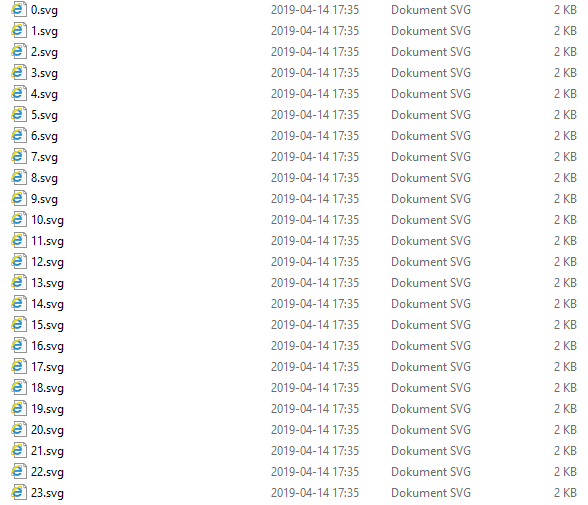 0.svg 2019-04-14 17:35 Dokument SVG 2 KB
1.svg 2019-04-14 17:35 Dokument SVG 2 KB
2.svg 2019-04-14 17:35 Dokument SVG 2 KB
3.svg 2019-04-14 17:35 Dokument SVG 2 KB
4.svg 2019-04-14 17:35 Dokument SVG 2 KB
5.svg 2019-04-14 17:35 Dokument SVG 2 KB
6.svg 2019-04-14 17:35 Dokument SVG 2 KB
7.svg 2019-04-14 17:35 Dokument SVG 2 KB
8.svg 2019-04-14 17:35 Dokument SVG 2 KB
9.svg 2019-04-14 17:35 Dokument SVG 2 KB
10.svg 2019-04-14 17:35 Dokument SVG 2 KB
11.svg 2019-04-14 17:35 Dokument SVG 2 KB
12.svg 2019-04-14 17:35 Dokument SVG 2 KB
13.svg 2019-04-14 17:35 Dokument SVG 2 KB
14.svg 2019-04-14 17:35 Dokument SVG 2 KB
15.svg 2019-04-14 17:35 Dokument SVG 2 KB
16.svg 2019-04-14 17:35 Dokument SVG 2 KB
17.svg 2019-04-14 17:35 Dokument SVG 2 KB
18.svg 2019-04-14 17:35 Dokument SVG 2 KB
19.svg 2019-04-14 17:35 Dokument SVG 2 KB
20.svg 2019-04-14 17:35 Dokument SVG 2 KB
21.svg 2019-04-14 17:35 Dokument SVG 2 KB
22.svg 2019-04-14 17:35 Dokument SVG 2 KB
23.svg 2019-04-14 17:35 Dokument SVG 2 KB